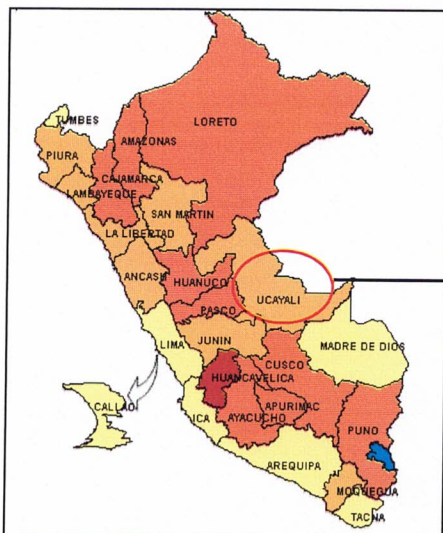 TUMBES
LORETO
AMAZONAS
PIURA
CAJAMARCA
LAMBAYEQUE
SAN MARTIN
LA LIBERTAD
ANCASH
HUANUCO
UCAYALI
PASCO
LIMA
JUNIN
MADRE DE DIOS
CUSCO
HUANCAVELICA
CALLAO
ICA
AYACUCHO
APURIMAC
PUNO
AREQUIPA
MOQUEGUA
TACNA